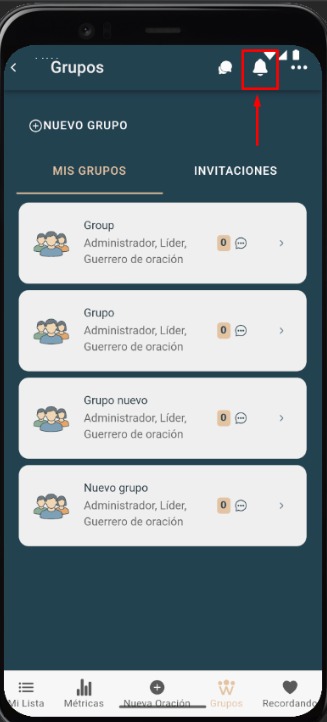 Grupos
NUEVO GRUPO
MIS GRUPOS
INVITACIONES
Group
Administrador, Líder,
Guerrero de oración
0
Grupo
Administrador, Líder,
Guerrero de oración
0
Grupo nuevo
Administrador, Líder,
Guerrero de oración
0
Nuevo grupo
Administrador, Líder,
Guerrero de oración
0
Mi Lista
Métricas
Nueva Oración
Grupos
Recordando